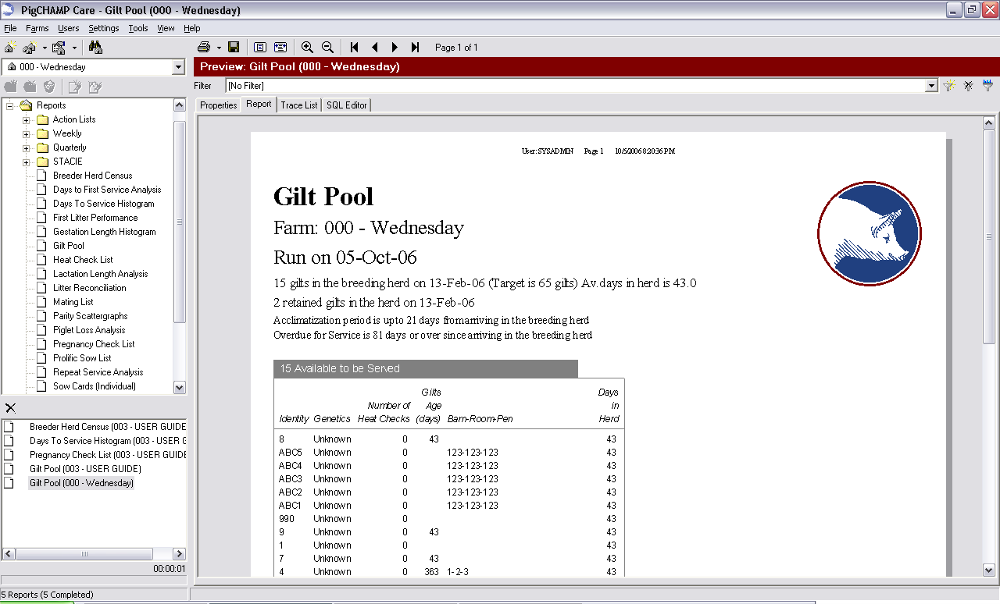 PigCHAMP Care - Gilt Pool (000 - Wednesday)
File Farms Users Settings Tools View Help
Page 1 of 1
000 - Wednesday
Preview: Gilt Pool (000 - Wednesday)
Filter [No Filter]
Properties Report Trace List SQL Editor
Reports
Action Lists
Weekly
Quarterly
STACIE
Breeder Herd Census
Days to First Service Analysis
Days To Service Histogram
First Litter Performance
Gestation Length Histogram
Gilt Pool
Heat Check List
Lactation Length Analysis
Litter Reconciliation
Mating List
Parity Scattergraphs
Piglet Loss Analysis
Pregnancy Check List
Prolific Sow List
Repeat Service Analysis
Sow Cards (Individual)
Breeder Herd Census (003 - USER GUIDE
Days To Service Histogram (003 - USER G
Pregnancy Check List (003 - USER GUIDE
Gilt Pool (003 - USER GUIDE)
Gilt Pool (000 - Wednesday)
00:00:01
5 Reports (5 Completed)
User: SYSADMIN Page 1 10/5/2006 8:20:36 PM
Gilt Pool
Farm: 000 - Wednesday
Run on 05-Oct-06
15 gilts in the breeding herd on 13-Feb-06 (Target is 65 gilts) Av.days in herd is 43.0
2 retained gilts in the herd on 13-Feb-06
Acclimatization period is upto 21 days from arriving in the breeding herd
Overdue for Service is 81 days or over since arriving in the breeding herd
15 Available to be Served
Identity Genetics Number of Heat Checks Gilts Age (days) Barn-Room-Pen Days in Herd
8 Unknown 0 43 43
ABC5 Unknown 0 123-123-123 43
ABC4 Unknown 0 123-123-123 43
ABC3 Unknown 0 123-123-123 43
ABC2 Unknown 0 123-123-123 43
ABC1 Unknown 0 123-123-123 43
990 Unknown 0 43
9 Unknown 0 43 43
1 Unknown 0 43
7 Unknown 0 43 43
4 Unknown 0 363 1-2-3 43